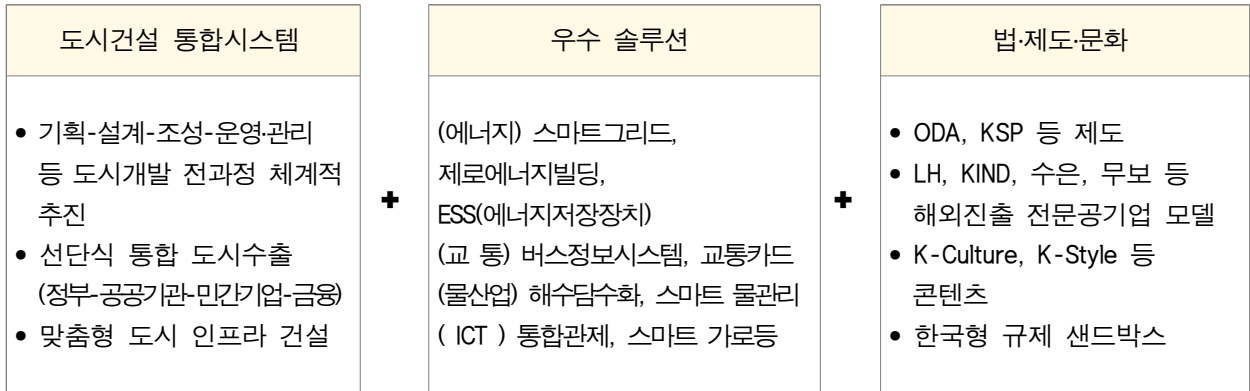 도시건설 통합시스템
• 기획-설계-조성-운영·관리
등 도시개발 전과정 체계적
추진
• 선단식 통합 도시수출
(정부-공공기관-민간기업-금융)
• 맞춤형 도시 인프라 건설
✚
우수 솔루션
(에너지) 스마트그리드,
제로에너지빌딩,
ESS(에너지저장장치)
(교 통) 버스정보시스템, 교통카드
(물산업) 해수담수화, 스마트 물관리
( ICT ) 통합관제, 스마트 가로등
✚
법·제도·문화
• ODA, KSP 등 제도
• LH, KIND, 수은, 무보 등
해외진출 전문공기업 모델
• K-Culture, K-Style 등
콘텐츠
• 한국형 규제 샌드박스